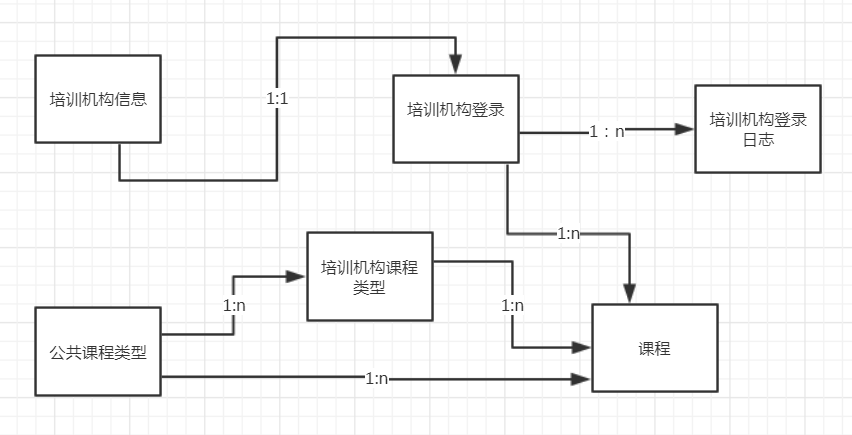 培训机构信息
1:1
培训机构登录
1：n
培训机构登录
日志
1:n
培训机构课程
类型
1:n
1:n
公共课程类型
课程
1:n